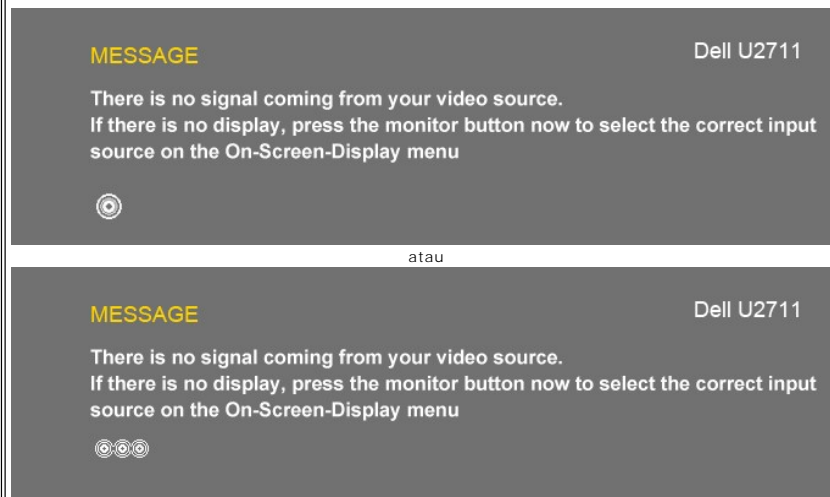 MESSAGE Dell U2711
There is no signal coming from your video source.
If there is no display, press the monitor button now to select the correct input
source on the On-Screen-Display menu
atau
MESSAGE Dell U2711
There is no signal coming from your video source.
If there is no display, press the monitor button now to select the correct input
source on the On-Screen-Display menu